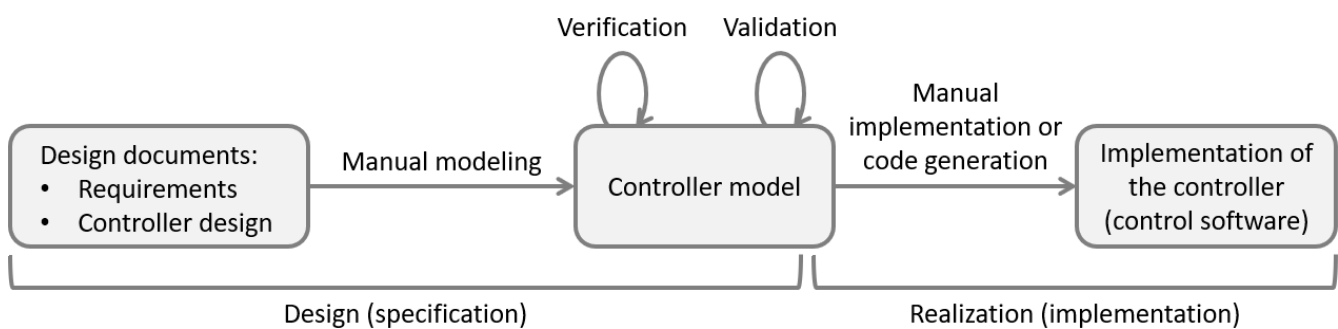 Verification
Validation
Design documents:
• Requirements
• Controller design
Manual modeling
Controller model
Manual
implementation or
code generation
Implementation of
the controller
(control software)
Design (specification)
Realization (implementation)